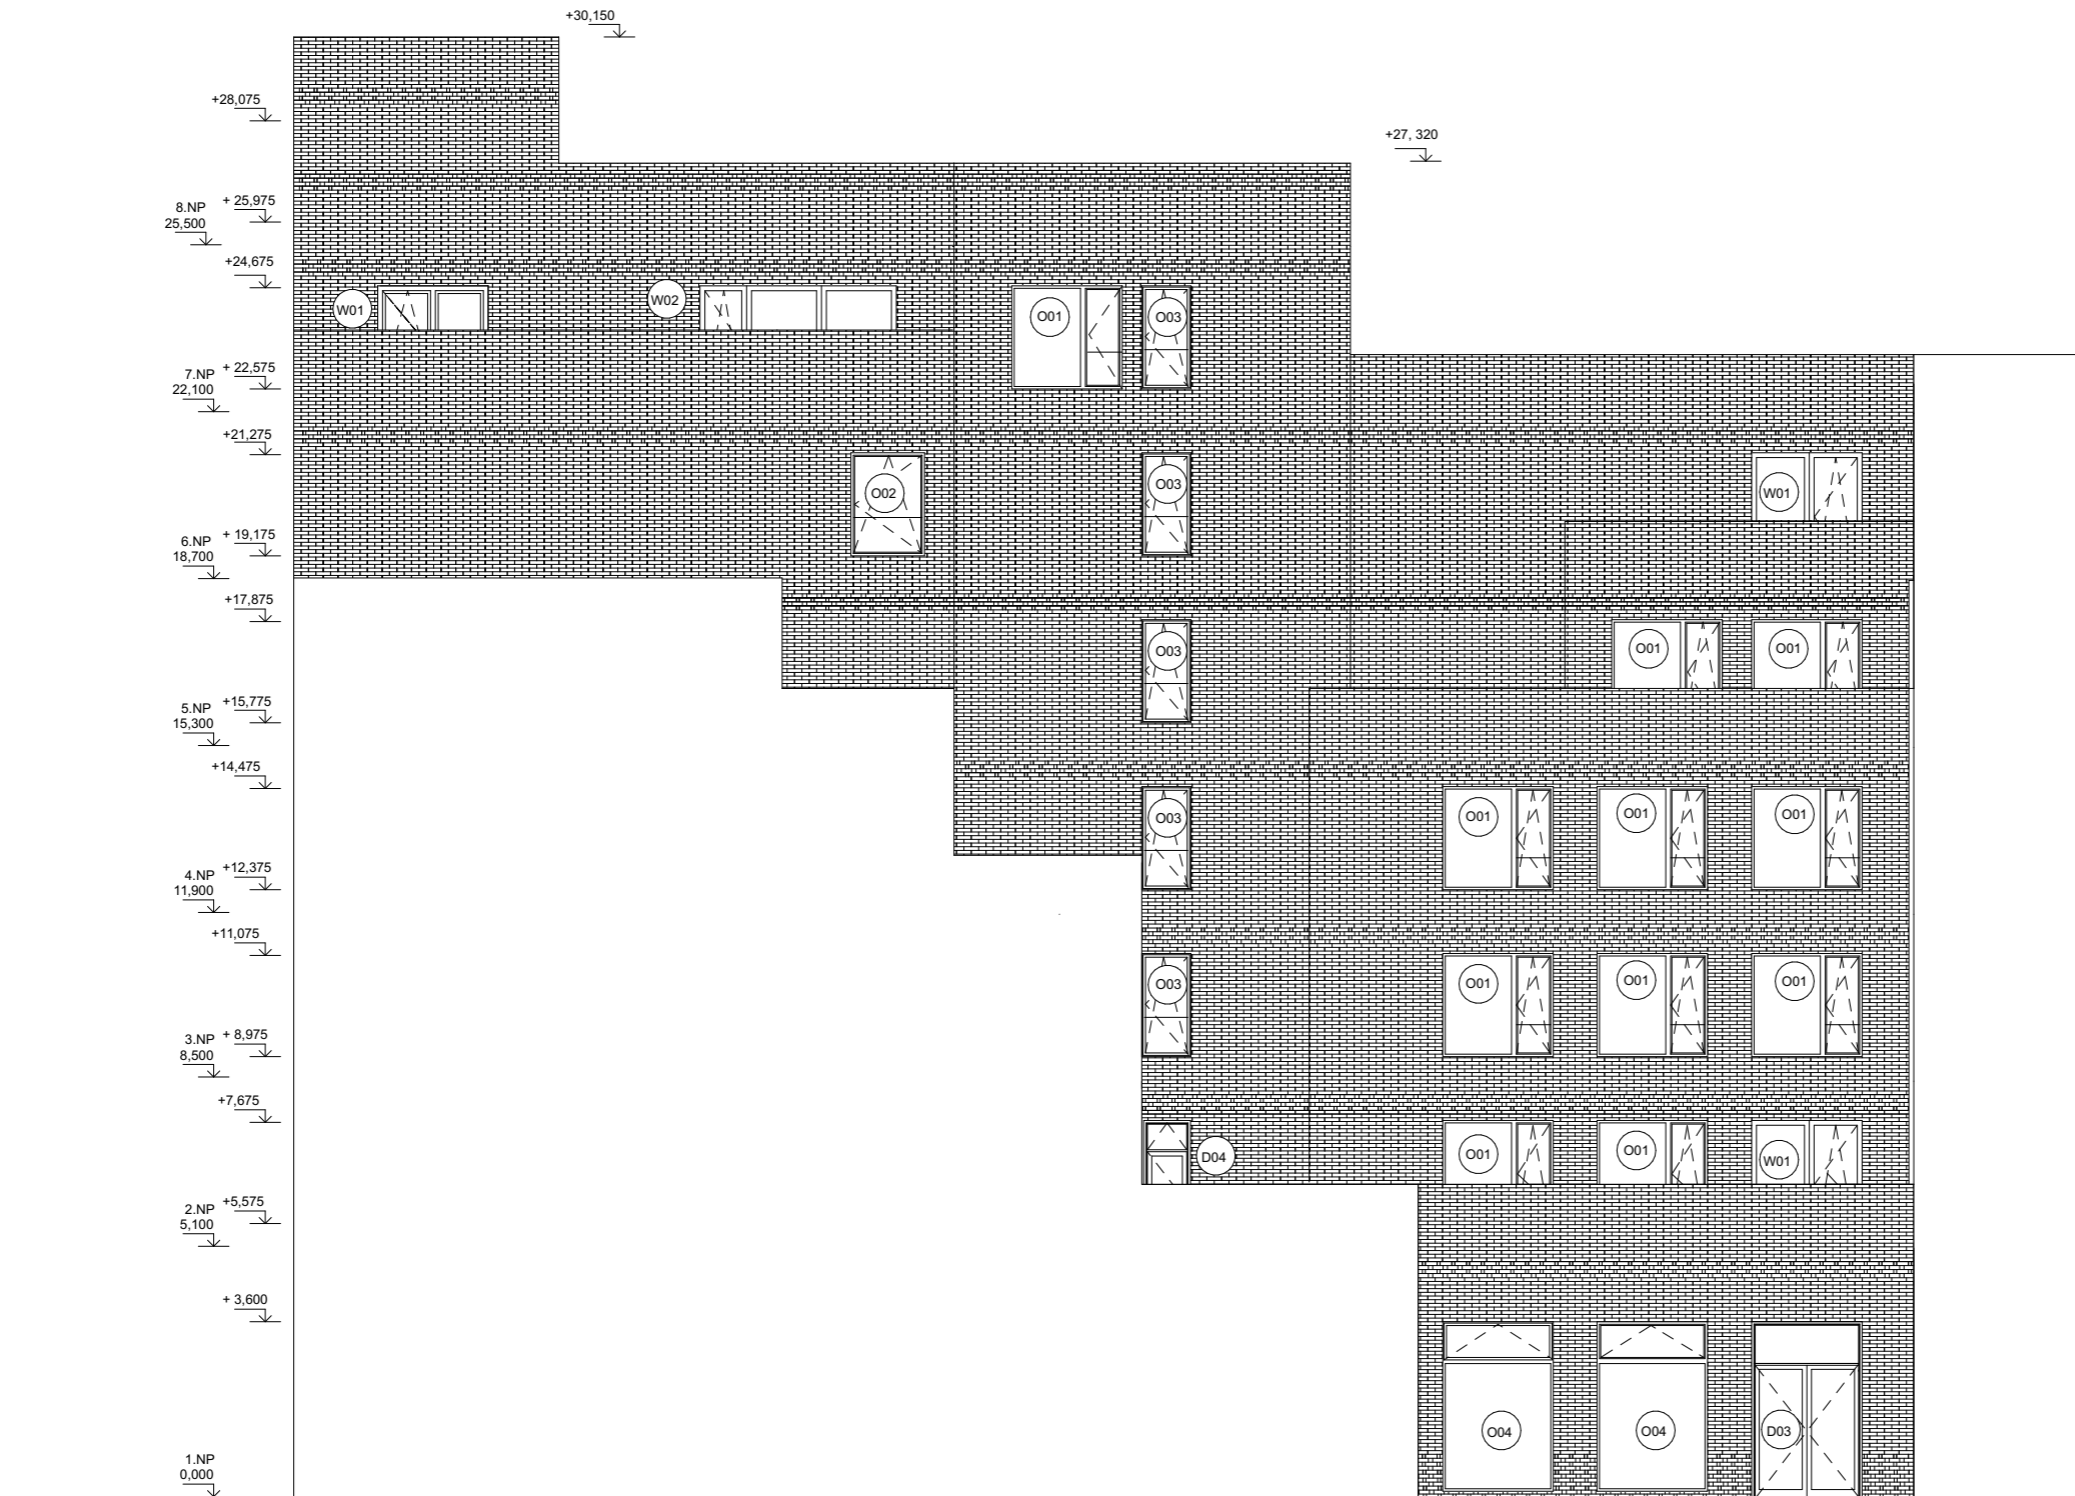 +30,150
+28,075
+27, 320
8.NP + 25,975
25,500
+24,675
W01
W02
O01
O03
7.NP + 22,575
22,100
+21,275
O02
O03
W01
6.NP + 19,175
18,700
+17,875
O03
O01
O01
5.NP +15,775
15,300
+14,475
O03
O01
O01
O01
4.NP +12,375
11,900
+11,075
O03
O01
O01
O01
3.NP + 8,975
8,500
+7,675
D04
O01
O01
W01
2.NP +5,575
5,100
+ 3,600
O04
O04
D03
1.NP
0,000